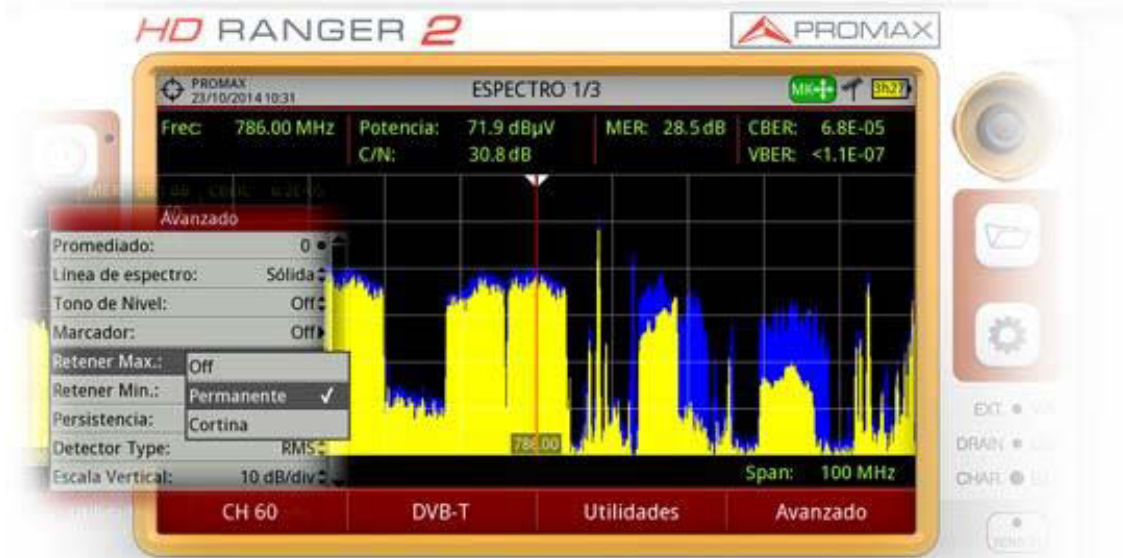 HD RANGER 2
PROMAX
PROMAX
23/10/2014 10:31
ESPECTRO 1/3
MK
3h27
Frec: 786.00 MHz
Potencia: 71.9 dBµV
MER: 28.5 dB
CBER: 6.8E-05
C/N: 30.8 dB
VBER: <1.1E-07
Avanzado
Promediado: 0
Línea de espectro: Sólida
Tono de Nivel: Off
Marcador: Off
Retener Max.:
Off
Retener Min.:
Permanente ✓
Persistencia:
Cortina
Detector Type: RMS
Escala Vertical: 10 dB/div
786.00
Span: 100 MHz
CH 60
DVB-T
Utilidades
Avanzado
EXT.
DRAIN
CHAR.